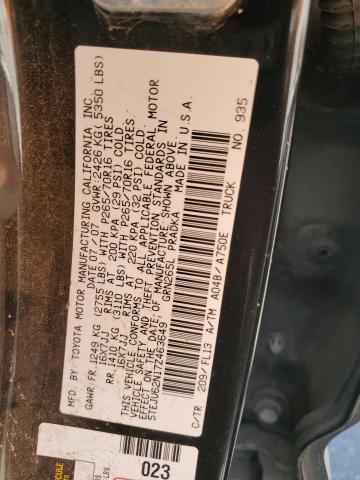 MFD. BY: TOYOTA MOTOR MANUFACTURING CALIFORNIA INC.
DATE 07/07 GVWR:2426 KG( 5350 LBS)
GAWR:FR.1249 KG (2755 LBS) WITH P265/70R16 TIRES
16X7JJ RIMS AT 200 KPA (29 PSI) COLD
RR.1410 KG (3110 LBS) WITH P265/70R16 TIRES
16X7JJ RIMS AT 220 KPA (32 PSI) COLD.
THIS VEHICLE CONFORMS TO ALL APPLICABLE FEDERAL MOTOR
VEHICLE SAFETY AND THEFT PREVENTION STANDARDS
IN EFFECT ON THE DATE OF MANUFACTURE SHOWN ABOVE.
5TEJU62N17Z463649 MADE IN U.S.A.
GRN265L PRADKA
C/TR 209/EL13 A/TM A04B/A750E TRUCK NO. 935
023